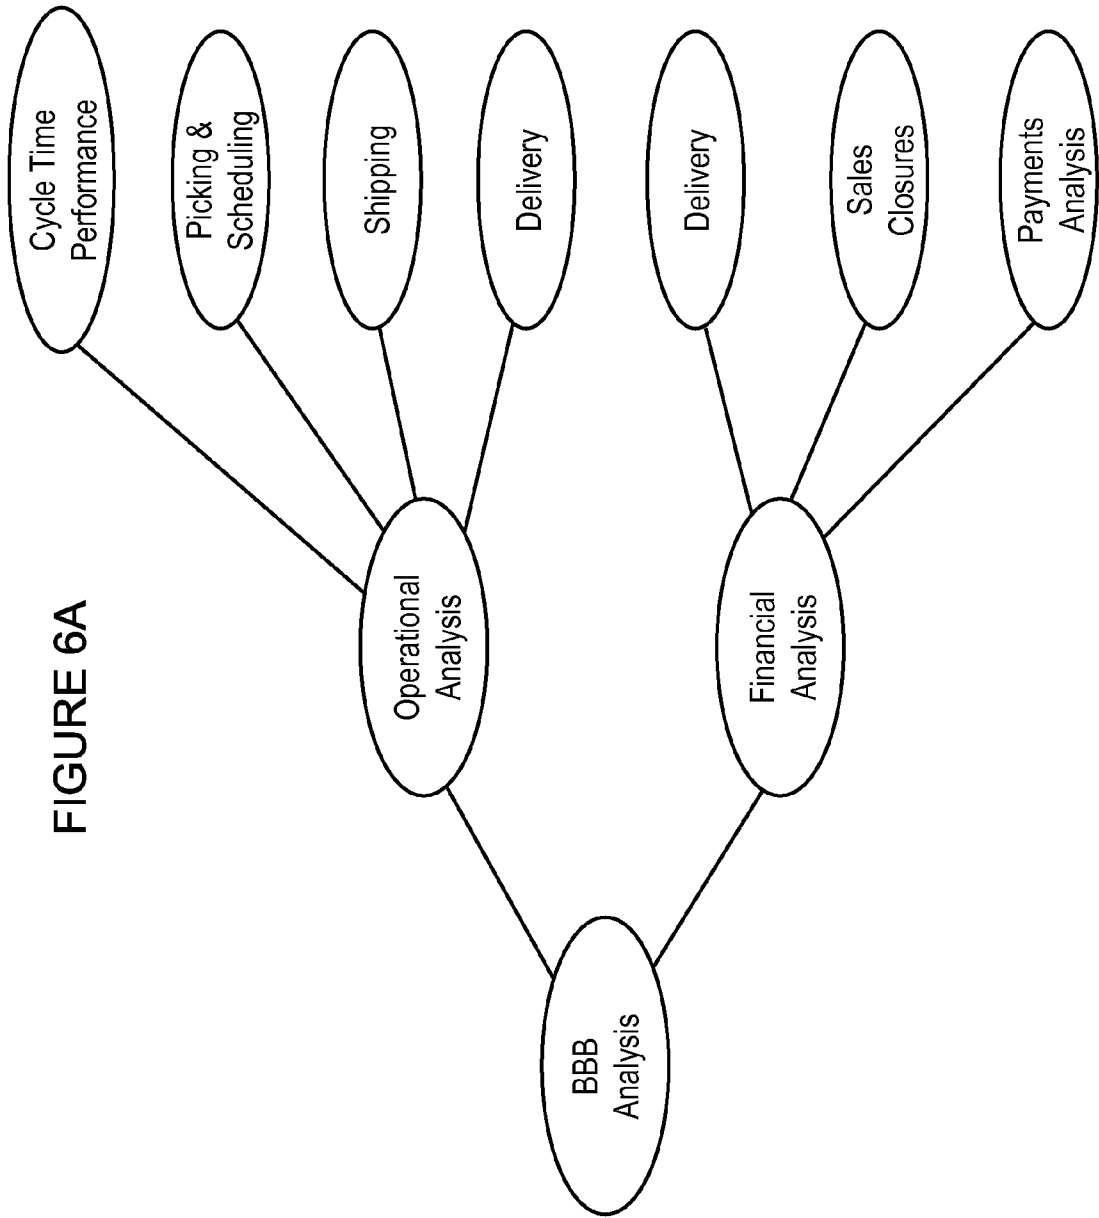 FIGURE 6A
Cycle Time
Performance
Picking &
Scheduling
Shipping
Delivery
Operational
Analysis
BBB
Analysis
Financial
Analysis
Delivery
Sales
Closures
Payments
Analysis